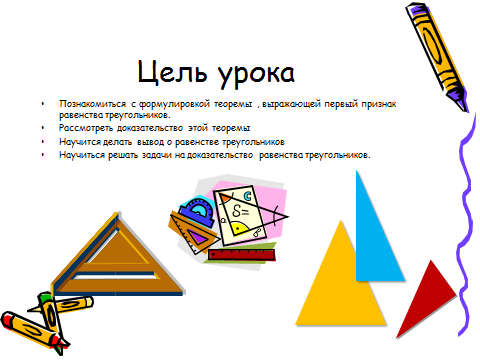 Цель урока
• Познакомиться с формулировкой теоремы , выражающей первый признак
равенства треугольников.
• Рассмотреть доказательство этой теоремы
• Научится делать вывод о равенстве треугольников
• Научиться решать задачи на доказательство равенства треугольников.